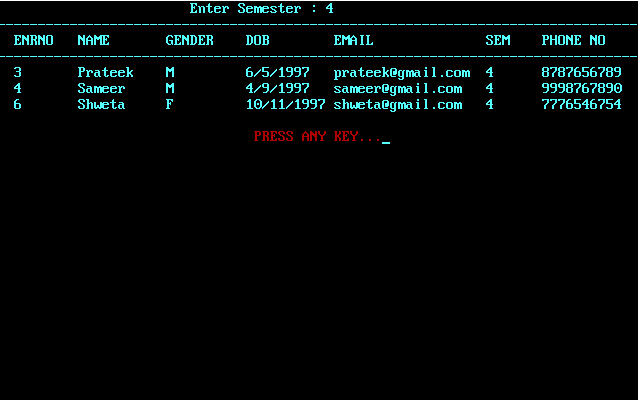 Enter Semester : 4
ENRNO NAME GENDER DOB EMAIL SEM PHONE NO
3 Prateek M 6/5/1997 prateek@gmail.com 4 8787656789
4 Sameer M 4/9/1997 sameer@gmail.com 4 9998767890
6 Shweta F 10/11/1997 shweta@gmail.com 4 7776546754
PRESS ANY KEY..._